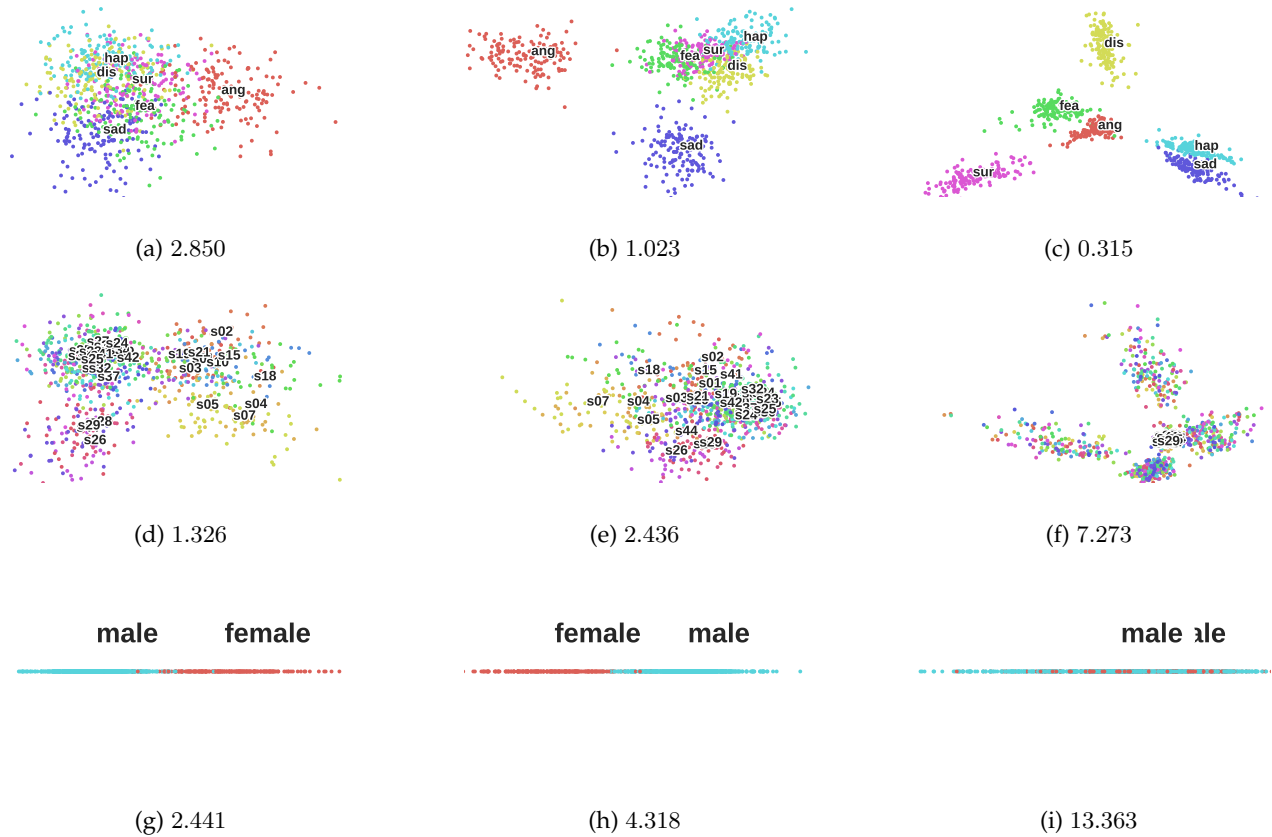 hap
dis
sur
ang
fea
sad
ang
hap
sur
fea
dis
sad
dis
fea
ang
hap
sad
sur
(a) 2.850
(b) 1.023
(c) 0.315
s02
s24
s21
s15
s42
s25
s03
s32
s37
s18
s05
s04
s07
s29
s26
s02
s18
s15
s41
s01
s32
s19
s07
s04
s03
s21
s42
s23
s24
s25
s05
s44
s29
s26
s29
(d) 1.326
(e) 2.436
(f) 7.273
male female
female male
male
(g) 2.441
(h) 4.318
(i) 13.363